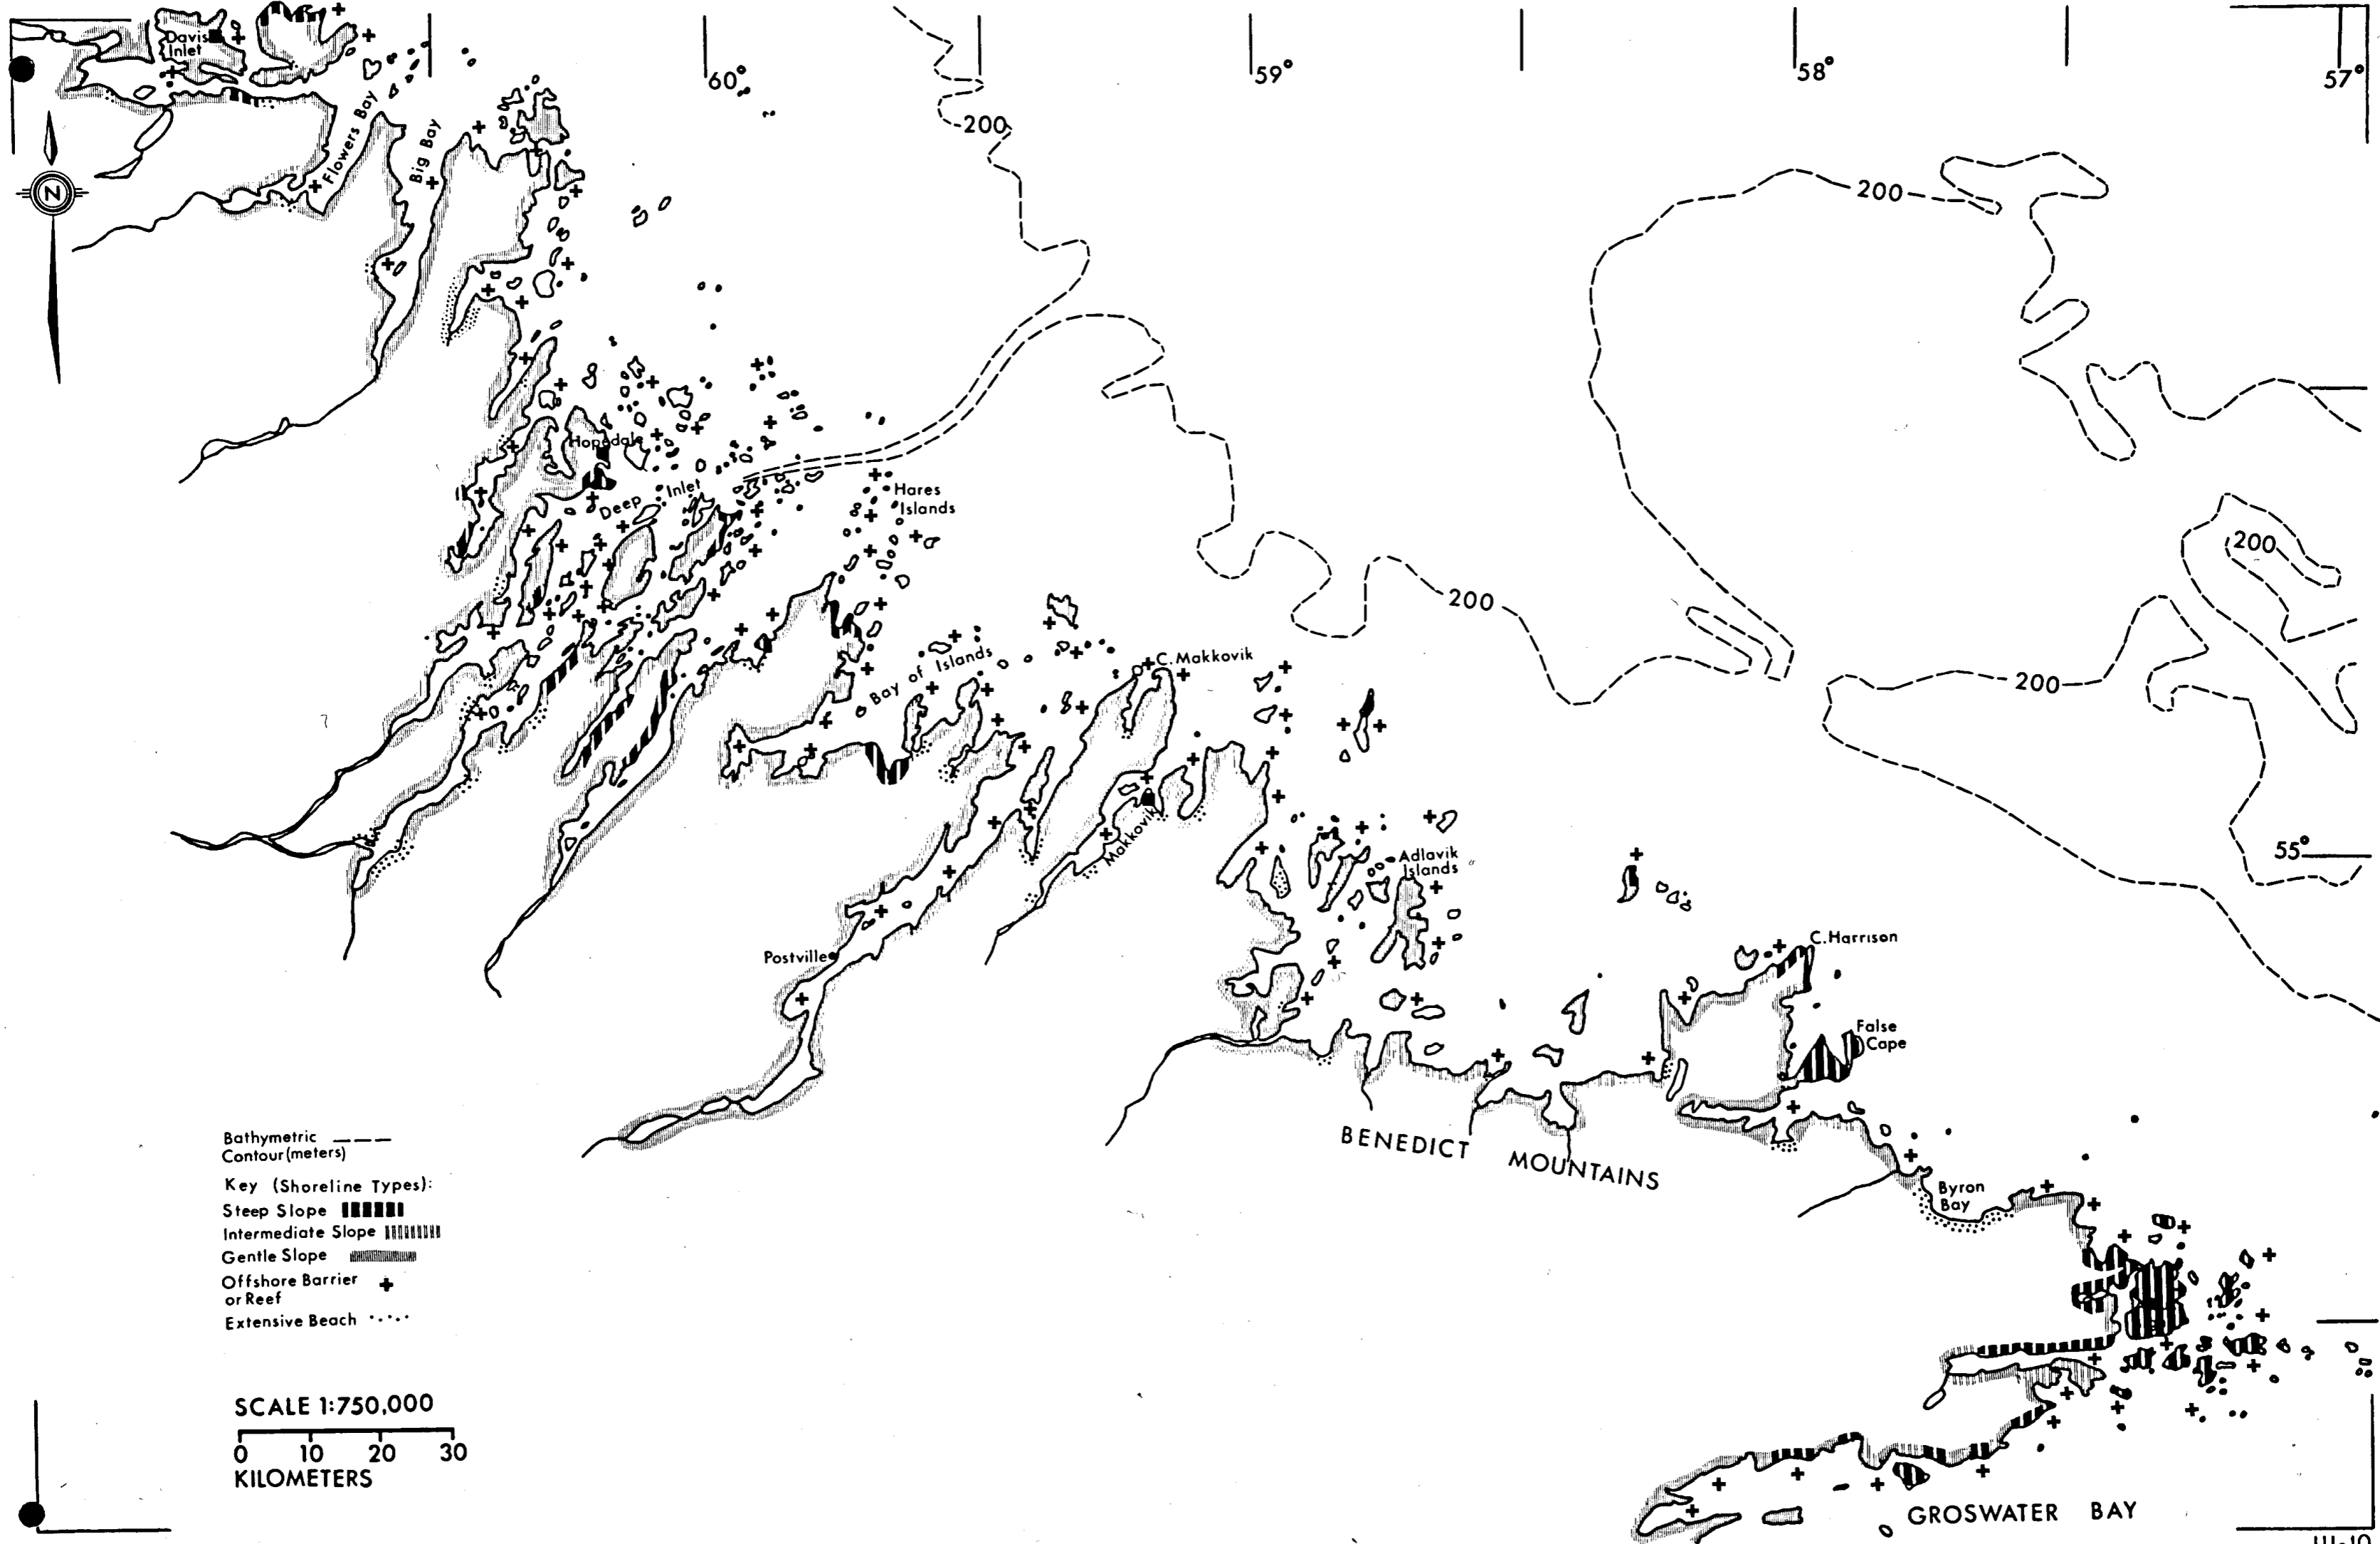 Davis
Inlet
60°
59°
58°
57°
200
200
Flowers Bay
Big Bay
N
Hopedale
Deep Inlet
Hares
Islands
200
200
C. Makkovik
Bay of Islands
200
Makkovik
Adlavik
Islands
55°
Postville
C. Harrison
False
Cape
BENEDICT MOUNTAINS
Byron
Bay
Bathymetric
Contour (meters)
Key (Shoreline Types):
Steep Slope
Intermediate Slope
Gentle Slope
Offshore Barrier
or Reef
Extensive Beach
SCALE 1:750,000
0 10 20 30
KILOMETERS
GROSWATER BAY
III-10